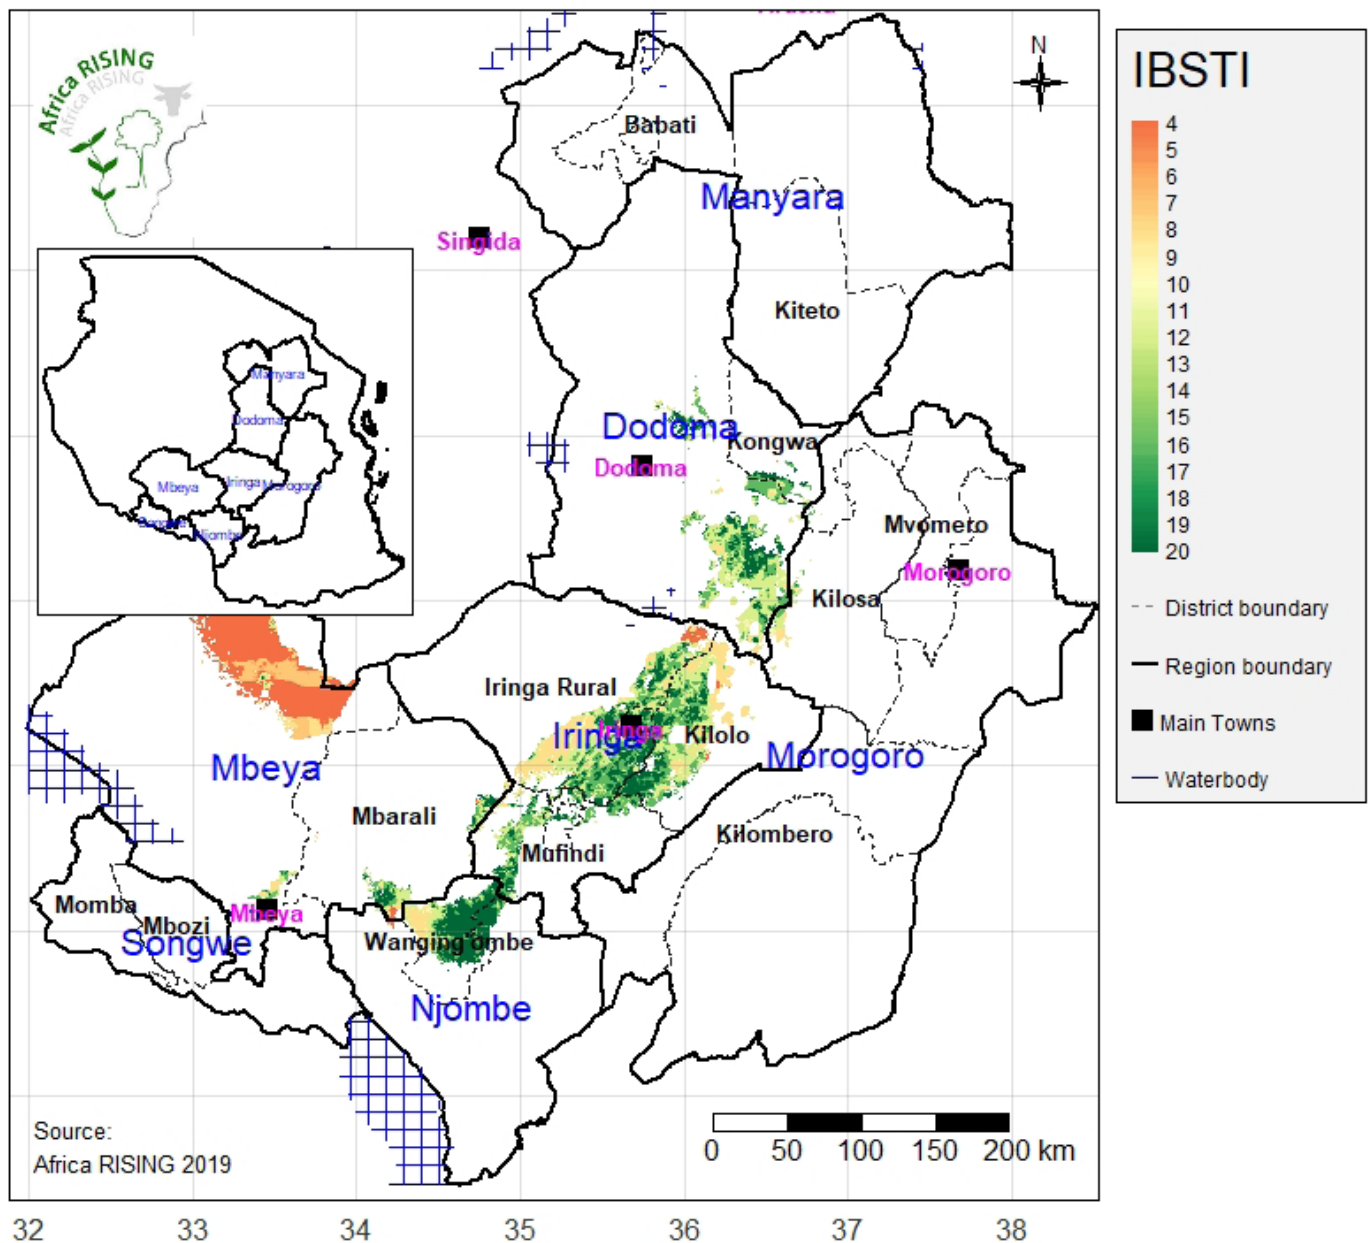 Arusha
Africa RISING
Africa RISING
N
Babati
Manyara
Singida
Kiteto
Manyara
Dodoma
Mbeya
Iringa
Morogoro
Songwe
Njombe
Dodoma
Kongwa
Dodoma
Mvomero
Morogoro
Kilosa
Iringa Rural
Iringa
Iringa
Kilolo
Morogoro
Mbeya
Mbarali
Kilombero
Mufindi
Momba
Mbozi
Mbeya
Songwe
Wanging'ombe
Njombe
Source:
Africa RISING 2019
0 50 100 150 200 km
32 33 34 35 36 37 38
IBSTI
4
5
6
7
8
9
10
11
12
13
14
15
16
17
18
19
20
District boundary
Region boundary
Main Towns
Waterbody